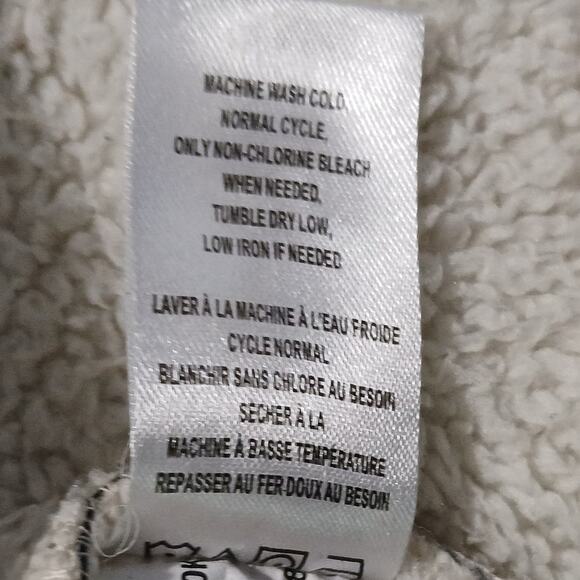 MACHINE WASH COLD,
NORMAL CYCLE,
ONLY NON-CHLORINE BLEACH
WHEN NEEDED,
TUMBLE DRY LOW,
LOW IRON IF NEEDED
LAVER À LA MACHINE À L'EAU FROIDE
CYCLE NORMAL
BLANCHIR SANS CHLORE AU BESOIN
SÉCHER À LA
MACHINE À BASSE TEMPÉRATURE
REPASSER AU FER DOUX AU BESOIN